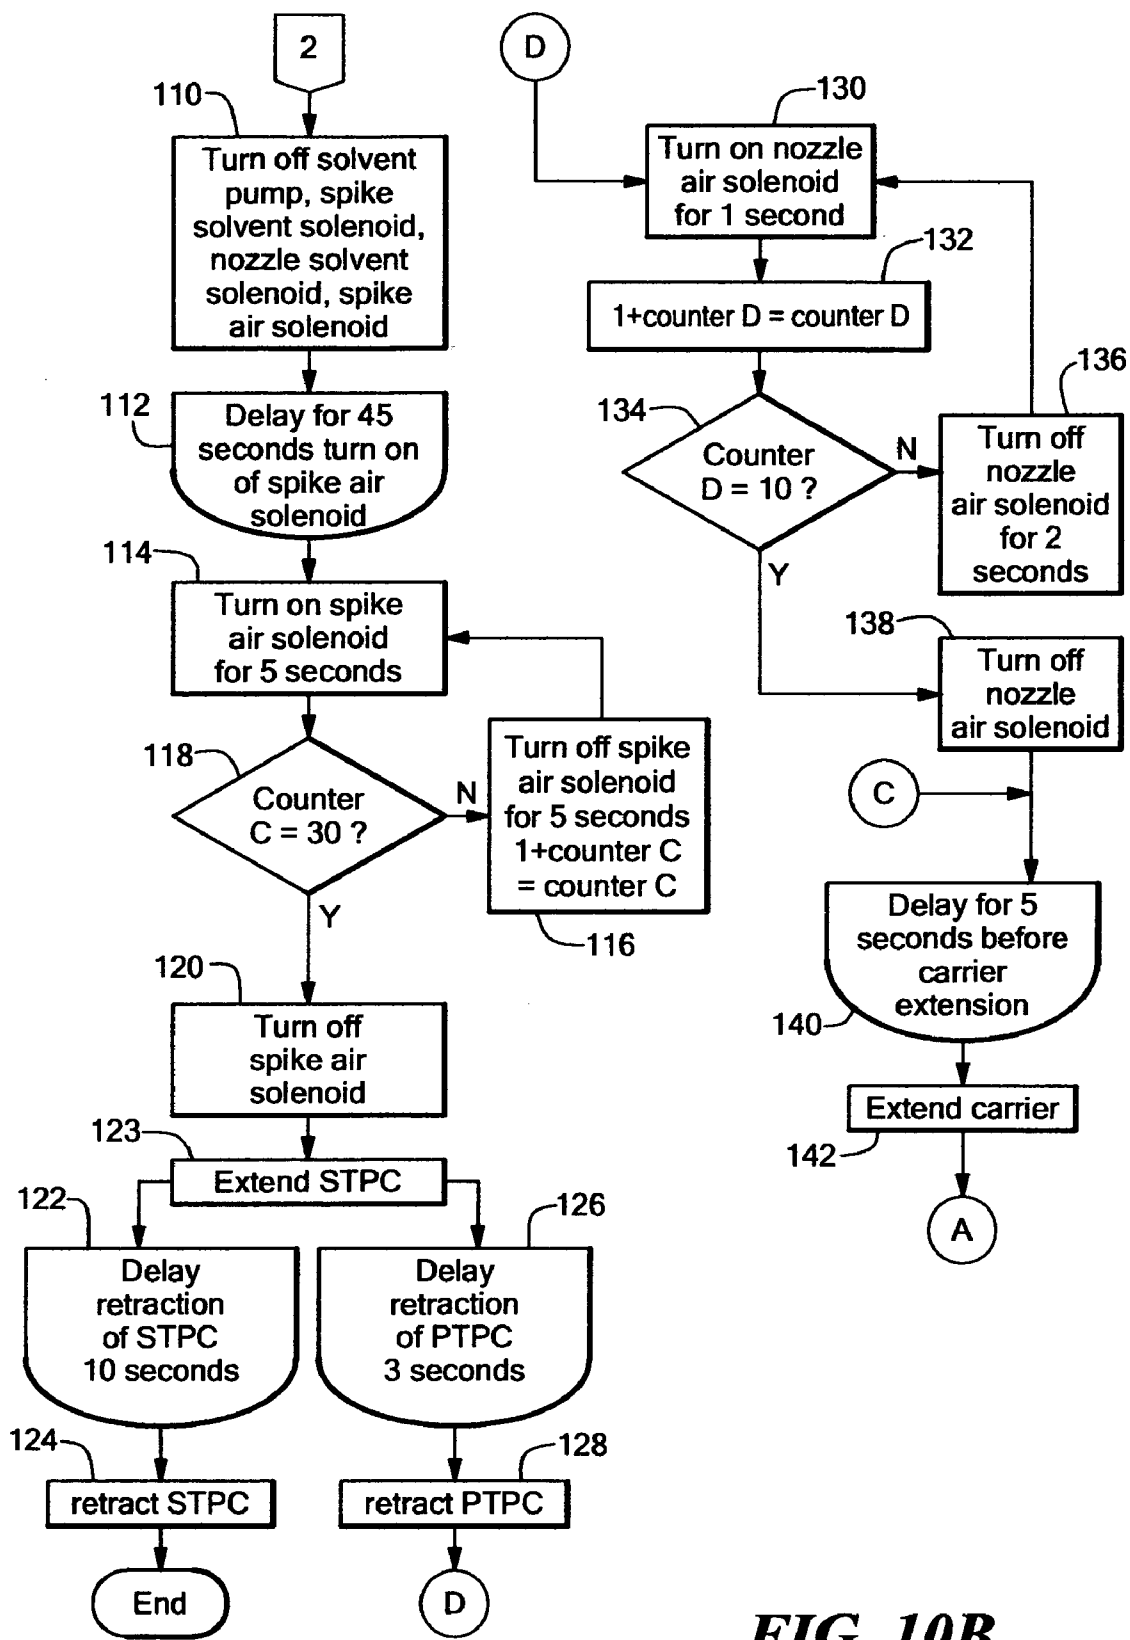 2
110
Turn off solvent
pump, spike
solvent solenoid,
nozzle solvent
solenoid, spike
air solenoid
112
Delay for 45
seconds turn on
of spike air
solenoid
114
Turn on spike
air solenoid
for 5 seconds
118
Counter
C = 30 ?
N
Y
Turn off spike
air solenoid
for 5 seconds
1+counter C
= counter C
116
120
Turn off
spike air
solenoid
123
Extend STPC
122
Delay
retraction
of STPC
10 seconds
126
Delay
retraction
of PTPC
3 seconds
124
retract STPC
End
128
retract PTPC
D
D
130
Turn on nozzle
air solenoid
for 1 second
132
1+counter D = counter D
134
Counter
D = 10 ?
N
Y
136
Turn off
nozzle
air solenoid
for 2
seconds
138
Turn off
nozzle
air solenoid
C
Delay for 5
seconds before
carrier
extension
140
Extend carrier
142
A
FIG. 10B